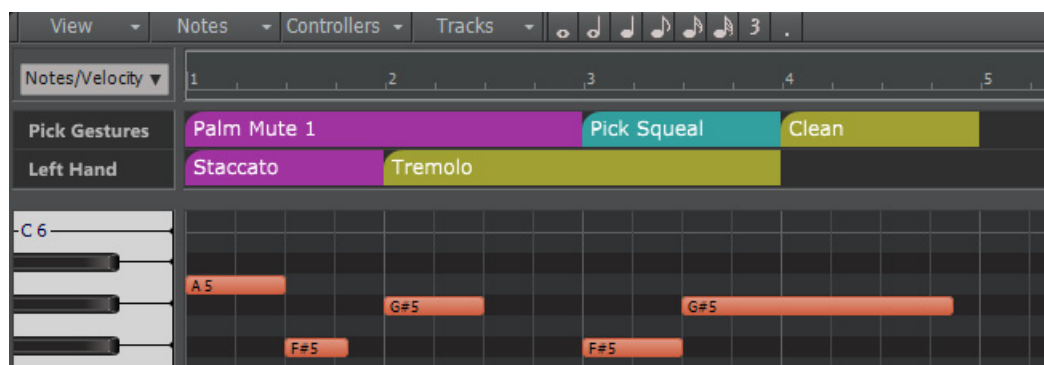 View Notes Controllers Tracks 3 .
Notes/Velocity 1 2 3 4 5
Pick Gestures Palm Mute 1 Pick Squeal Clean
Left Hand Staccato Tremolo
C 6
A 5
G#5 G#5
F#5 F#5